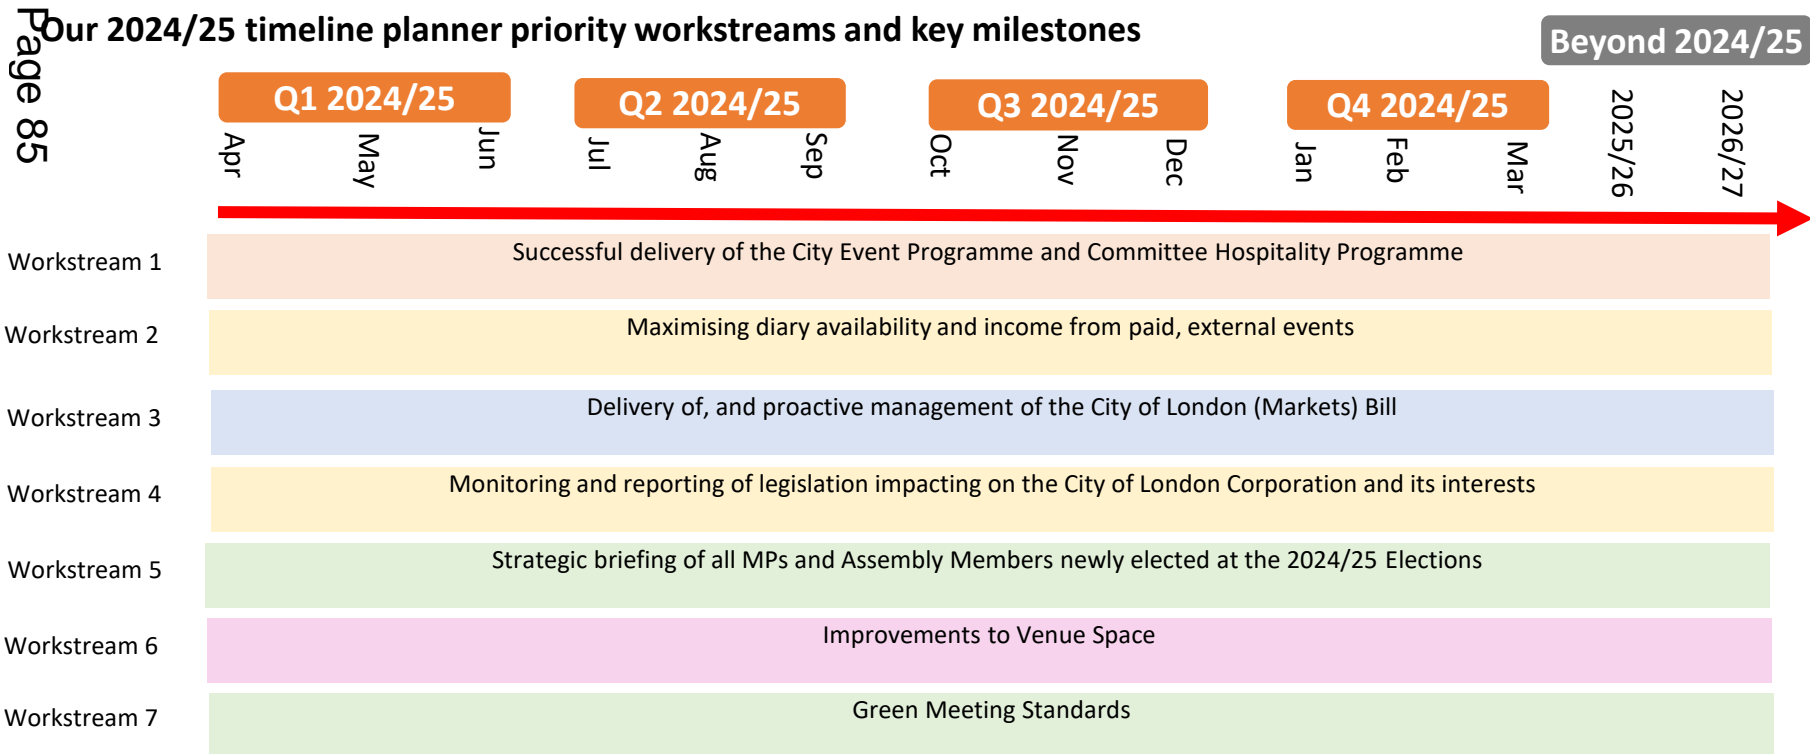 Page 85
Our 2024/25 timeline planner priority workstreams and key milestones
Beyond 2024/25
Q1 2024/25
Q2 2024/25
Q3 2024/25
Q4 2024/25
Apr
May
Jun
Jul
Aug
Sep
Oct
Nov
Dec
Jan
Feb
Mar
2025/26
2026/27
Workstream 1
Successful delivery of the City Event Programme and Committee Hospitality Programme
Workstream 2
Maximising diary availability and income from paid, external events
Workstream 3
Delivery of, and proactive management of the City of London (Markets) Bill
Workstream 4
Monitoring and reporting of legislation impacting on the City of London Corporation and its interests
Workstream 5
Strategic briefing of all MPs and Assembly Members newly elected at the 2024/25 Elections
Workstream 6
Improvements to Venue Space
Workstream 7
Green Meeting Standards